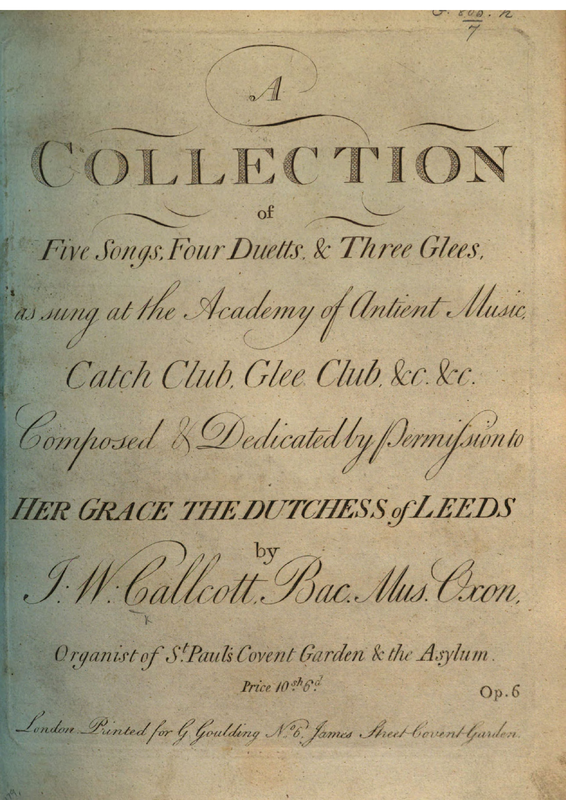 A
COLLECTION
of
Five Songs, Four Duetts, & Three Glees,
as sung at the Academy of Antient Music,
Catch Club, Glee Club, &c. &c.
Composed & Dedicated by Permiſsion to
HER GRACE THE DUTCHESS of LEEDS
by
J. W. Callcott, Bac. Mus. Oxon,
Organist of St. Paul's Covent Garden & the Asylum.
Price 10sh 6d
Op. 6
London Printed for G Goulding No. 6 James Street Covent Garden.